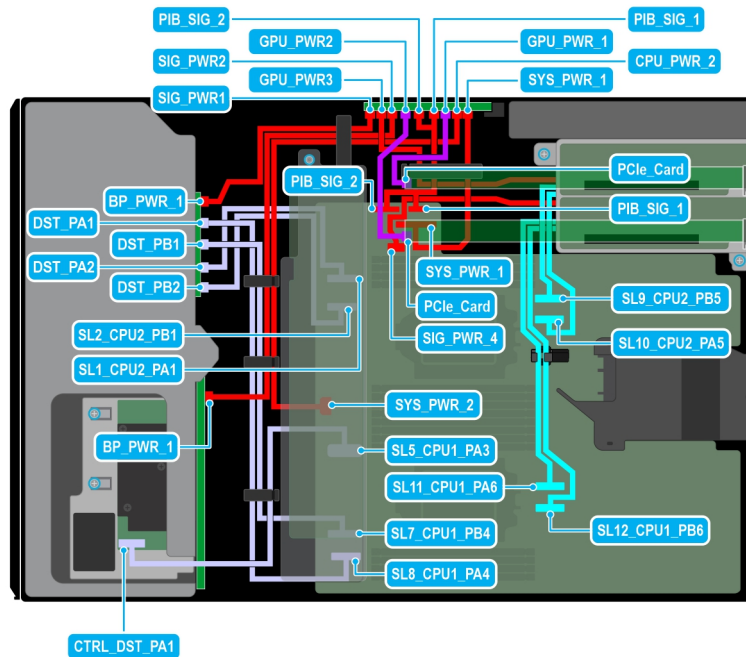 PIB_SIG_2
PIB_SIG_1
GPU_PWR2
GPU_PWR_1
SIG_PWR2
CPU_PWR_2
GPU_PWR3
SYS_PWR_1
SIG_PWR1
PCIe_Card
PIB_SIG_2
BP_PWR_1
PIB_SIG_1
DST_PA1
DST_PB1
DST_PA2
SYS_PWR_1
DST_PB2
PCIe_Card
SL9_CPU2_PB5
SL2_CPU2_PB1
SIG_PWR_4
SL10_CPU2_PA5
SL1_CPU2_PA1
SYS_PWR_2
BP_PWR_1
SL5_CPU1_PA3
SL11_CPU1_PA6
SL7_CPU1_PB4
SL12_CPU1_PB6
SL8_CPU1_PA4
CTRL_DST_PA1